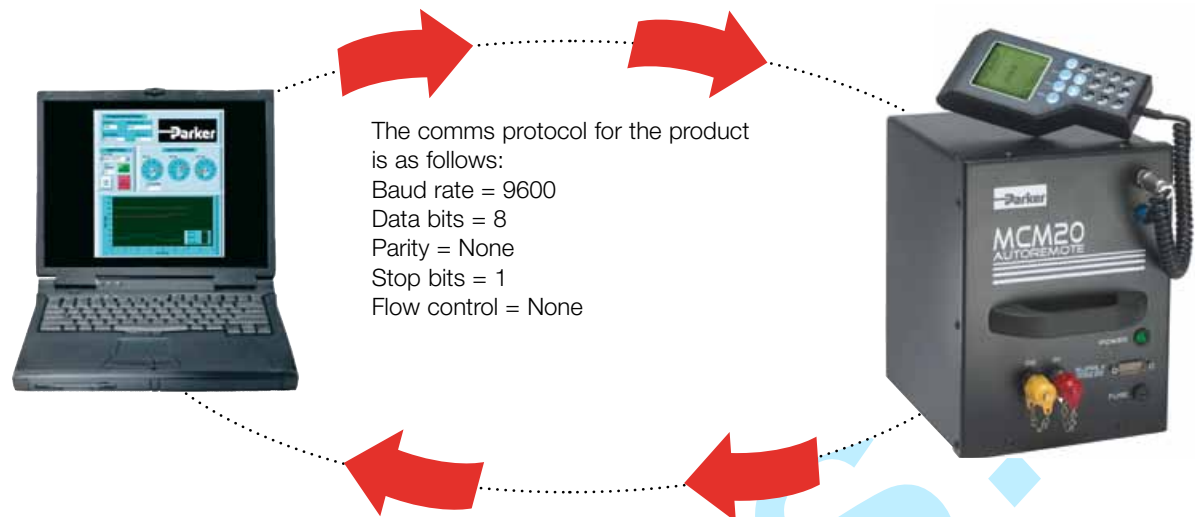 Parker
The comms protocol for the product
is as follows:
Baud rate = 9600
Data bits = 8
Parity = None
Stop bits = 1
Flow control = None
Parker
MCM20
AUTOREMOTE
POWER
FUSE